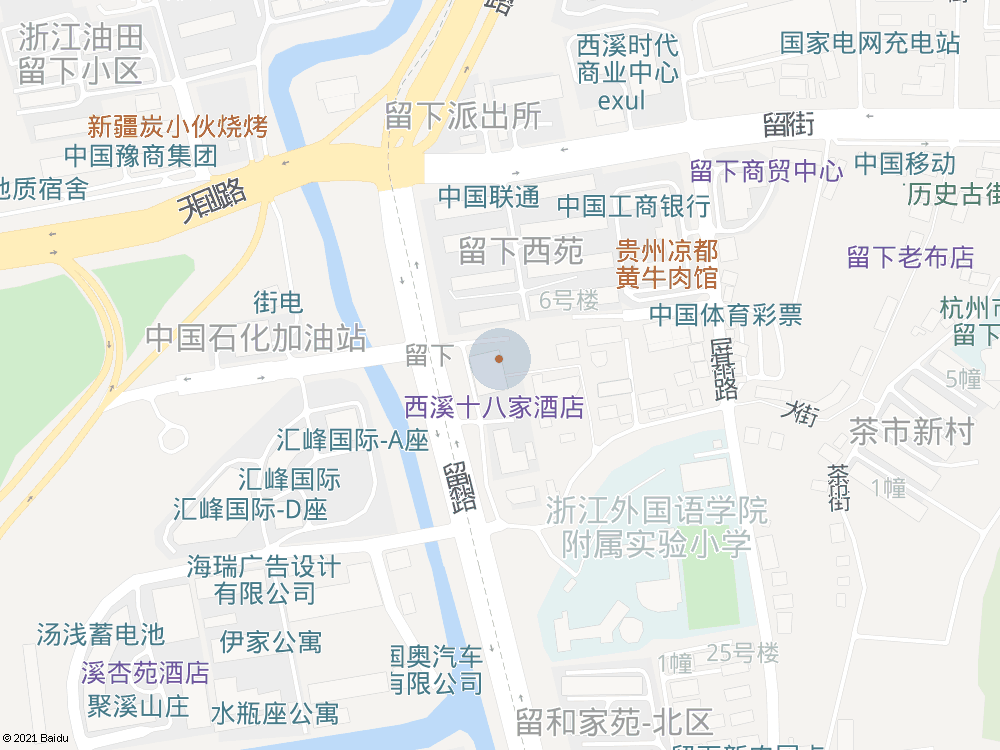 浙江油田
留下小区
路
西溪时代
商业中心
exul
国家电网充电站
留下派出所
新疆炭小伙烧烤
留街
中国豫商集团
留下商贸中心
中国移动
地质宿舍
天目山路
中国联通
中国工商银行
历史古街
留下西苑
贵州凉都
黄牛肉馆
留下老布店
街电
6号楼
中国体育彩票
杭州市
留下
中国石化加油站
留下
屏基路
5幢
西溪十八家酒店
大街
茶市新村
汇峰国际-A座
汇峰国际
汇峰国际-D座
留和路
茶市街
1幢
浙江外国语学院
附属实验小学
海瑞广告设计
有限公司
汤浅蓄电池
伊家公寓
国奥汽车
有限公司
1幢
25号楼
溪杏苑酒店
聚溪山庄
水瓶座公寓
留和家苑-北区
© 2021 Baidu